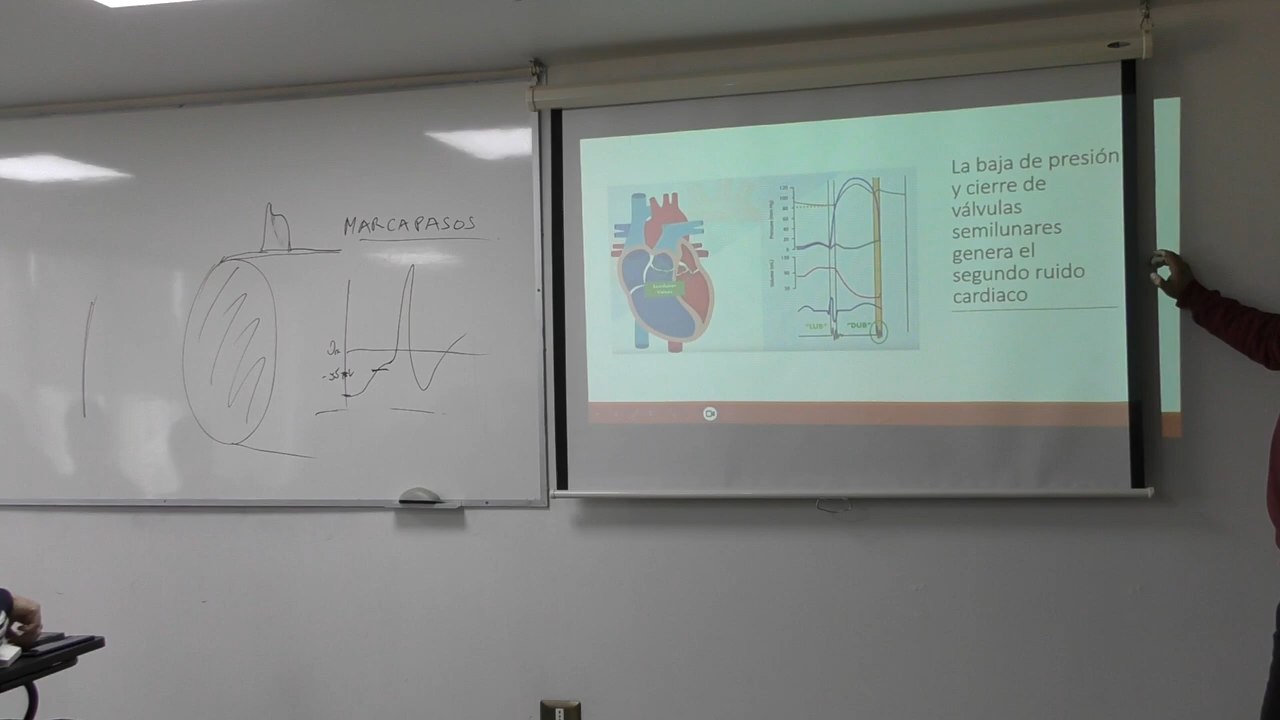 MARCAPASOS
La baja de presión
y cierre de
válvulas
semilunares
genera el
segundo ruido
cardiaco
"LUB" "DUB"